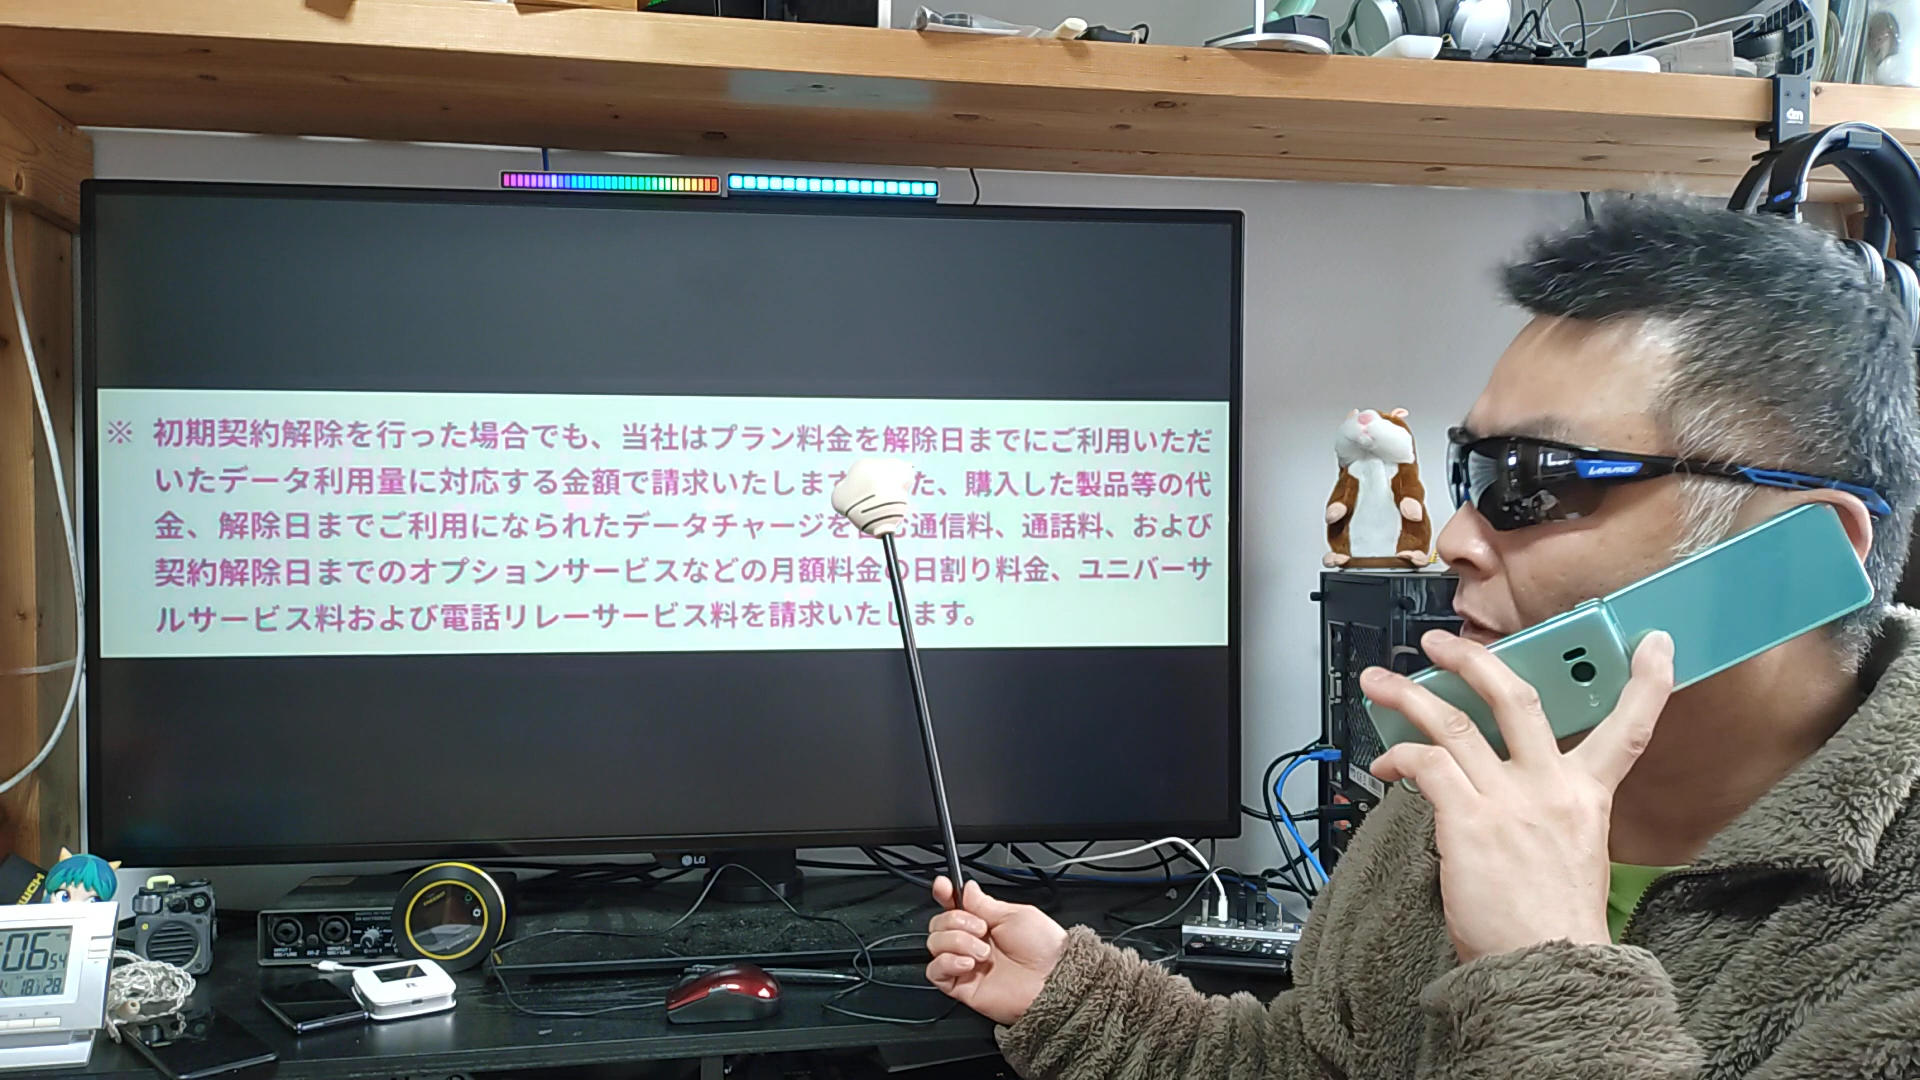 ※ 初期契約解除を行った場合でも、当社はプラン料金を解除日までにご利用いただ
いたデータ利用量に対応する金額で請求いたします た、購入した製品等の代
金、解除日までご利用になられたデータチャージを 通信料、通話料、および
契約解除日までのオプションサービスなどの月額料金の日割り料金、ユニバーサ
ルサービス料および電話リレーサービス料を請求いたします。
LG
06 54
18 28